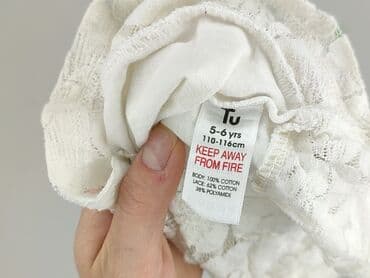 Tu
5-6 yrs
110-116cm
KEEP AWAY
FROM FIRE
BODY: 100% COTTON
LACE: 62% COTTON
38% POLYAMIDE